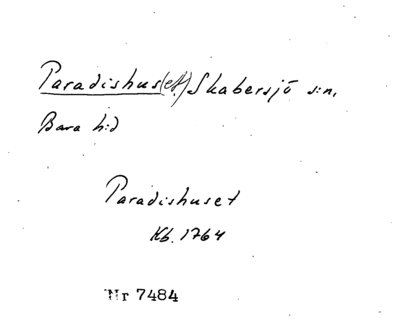 Paradishus(et) Skabersjö s:n,
Bara h:d
Paradishuset
Kb. 1764
Nr 7484